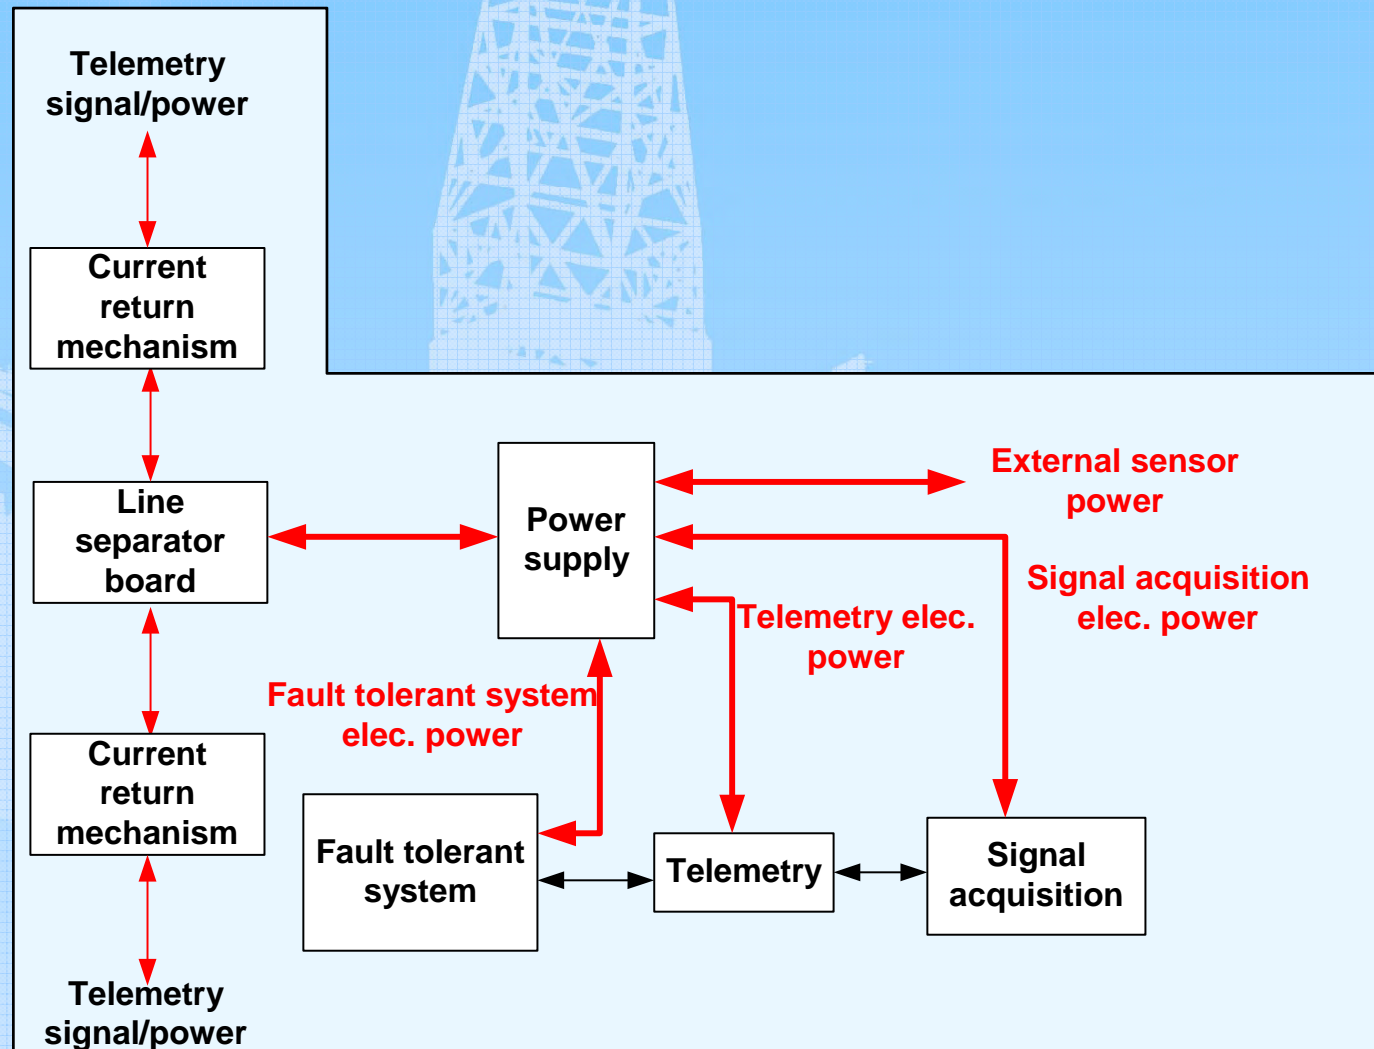 Telemetry
signal/power
Current
return
mechanism
Line
separator
board
Power
supply
External sensor
power
Signal acquisition
elec. power
Telemetry elec.
power
Fault tolerant system
elec. power
Current
return
mechanism
Fault tolerant
system
Telemetry
Signal
acquisition
Telemetry
signal/power